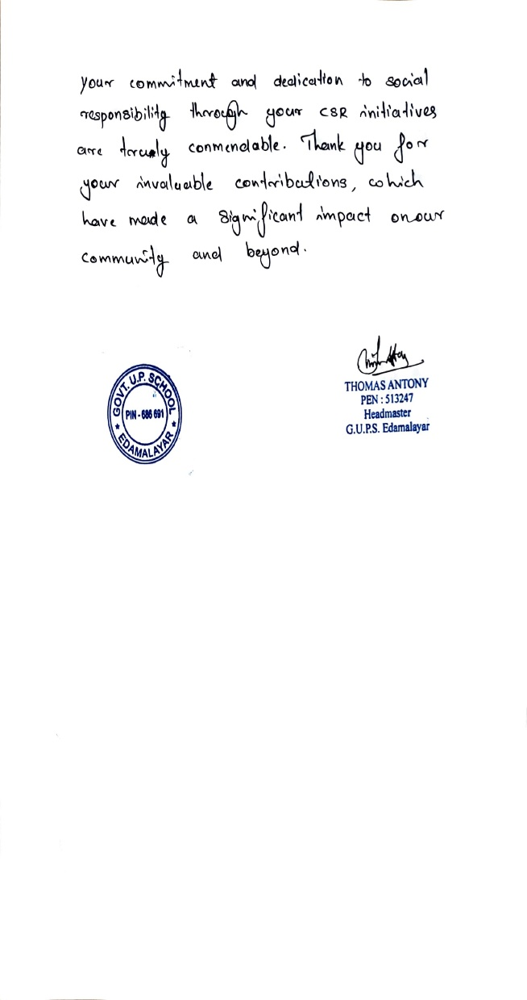 your commitment and dedication to social
responsibility through your CSR initiatives
are truly conmendable. Thank you for
your invaluable contributions, which
have made a significant impact on our
community and beyond.
GOVT. U.P. SCHOOL
PIN - 686 691
EDAMALAYAR
THOMAS ANTONY
PEN : 513247
Headmaster
G.U.P.S. Edamalayar